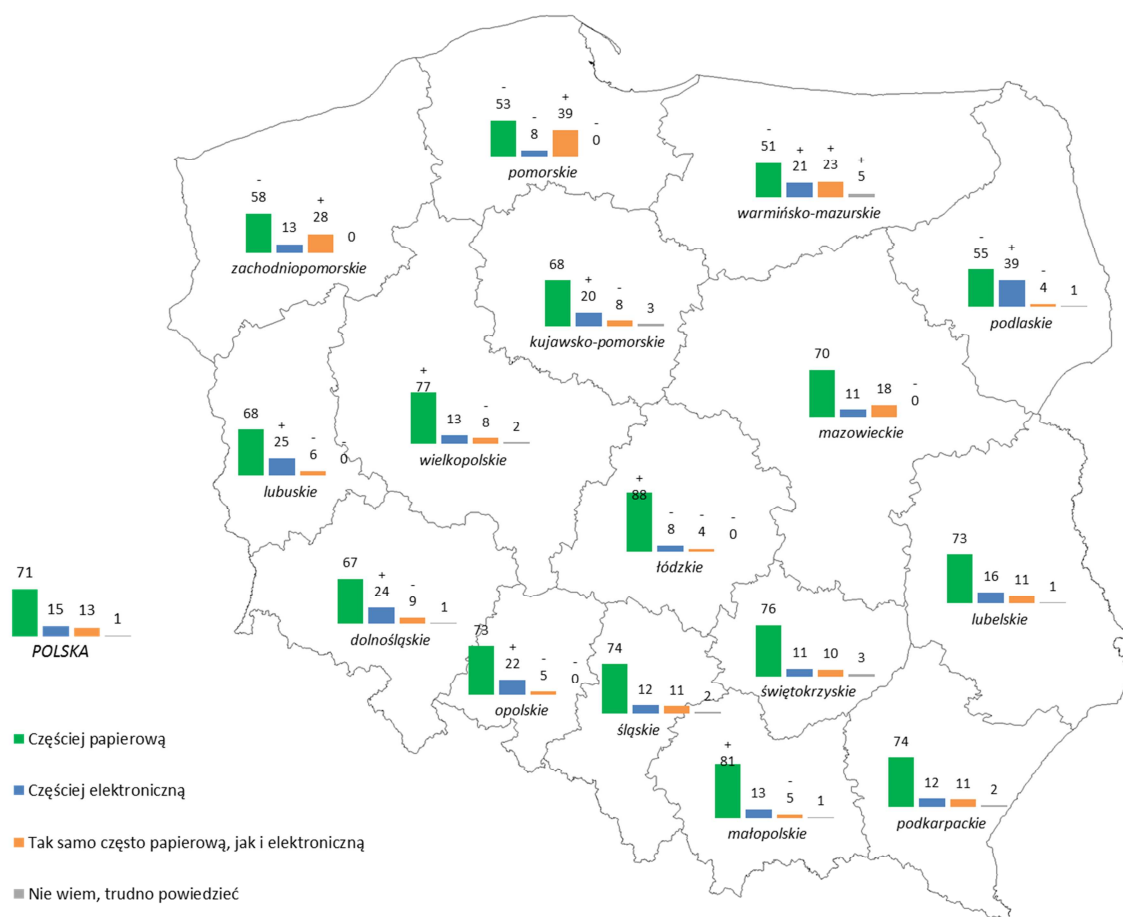 - +
53 - 39 -
8 0
pomorskie
-
51 + +
21 23 +
5
warmińsko-mazurskie
-
58 +
13 28 0
zachodniopomorskie
- +
55 39 -
4 1
podlaskie
68 +
20 -
8 3
kujawsko-pomorskie
70
11 18 -
0
mazowieckie
+
77
13 -
8 2
wielkopolskie
68 +
25 -
6 -
0
lubuskie
+
88
- - -
8 4 0
łódzkie
73
16 11 1
lubelskie
71
15 13 1
POLSKA
67 +
24 -
9 1
dolnośląskie
73 +
22 -
5 -
0
opolskie
74
12 11 2
śląskie
76
11 10 3
świętokrzyskie
+
81
13 -
5 1
małopolskie
74
12 11 2
podkarpackie
Częściej papierową
Częściej elektroniczną
Tak samo często papierową, jak i elektroniczną
Nie wiem, trudno powiedzieć